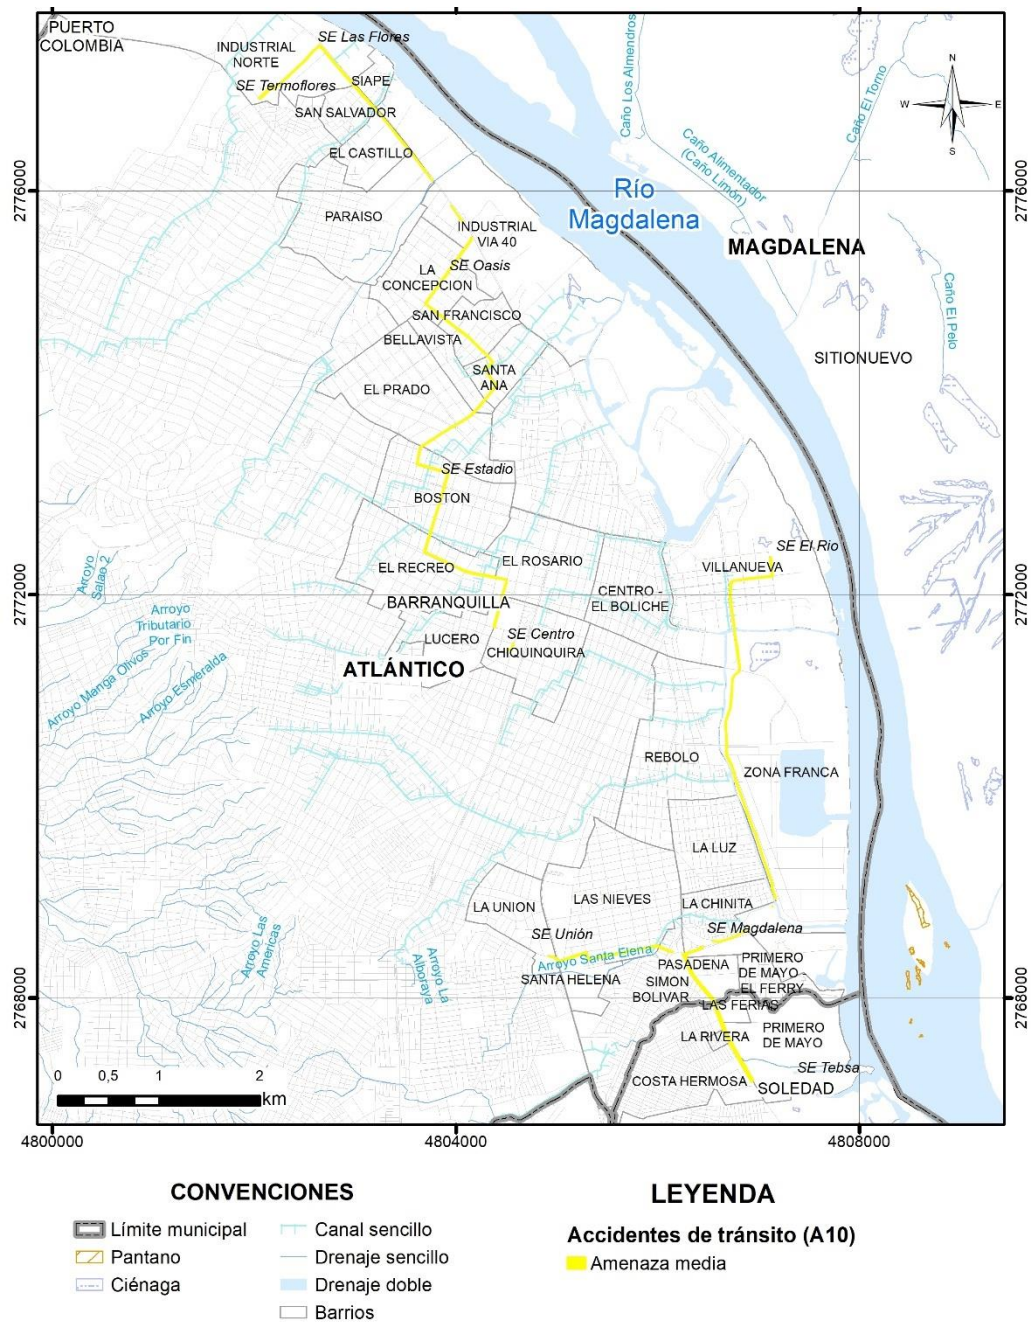 PUERTO
COLOMBIA
INDUSTRIAL
NORTE
SE Las Flores
SE Termoflores
SIAPE
SAN SALVADOR
EL CASTILLO
PARAISO
INDUSTRIAL
VIA 40
SE Oasis
LA
CONCEPCION
SAN FRANCISCO
BELLAVISTA
SANTA
ANA
EL PRADO
SE Estadio
BOSTON
EL RECREO
EL ROSARIO
BARRANQUILLA
LUCERO
SE Centro
CHIQUINQUIRA
CENTRO -
EL BOLICHE
VILLANUEVA
SE El Rio
ATLÁNTICO
Río
Magdalena
MAGDALENA
SITIONUEVO
Caño Los Almendros
Caño Alimentador
(Caño Limón)
Caño El Torno
Caño El Pelo
N
W
E
S
Arroyo
Salao 2
Arroyo
Tributario
Por Fin
Arroyo Manga Olivos
Arroyo Esmeralda
REBOLO
ZONA FRANCA
LA LUZ
LA CHINITA
LAS NIEVES
LA UNION
SE Unión
SE Magdalena
Arroyo Santa Elena
Arroyo Las
Americas
Arroyo La
Alboraya
SANTA HELENA
PASADENA
SIMON
BOLIVAR
PRIMERO
DE MAYO
EL FERRY
LAS FERIAS
LA RIVERA
PRIMERO
DE MAYO
SE Tebsa
COSTA HERMOSA
SOLEDAD
0 0,5 1 2
km
2776000
2772000
2768000
2776000
2772000
2768000
4800000
4804000
4808000
CONVENCIONES
Límite municipal
Pantano
Ciénaga
Canal sencillo
Drenaje sencillo
Drenaje doble
Barrios
LEYENDA
Accidentes de tránsito (A10)
Amenaza media